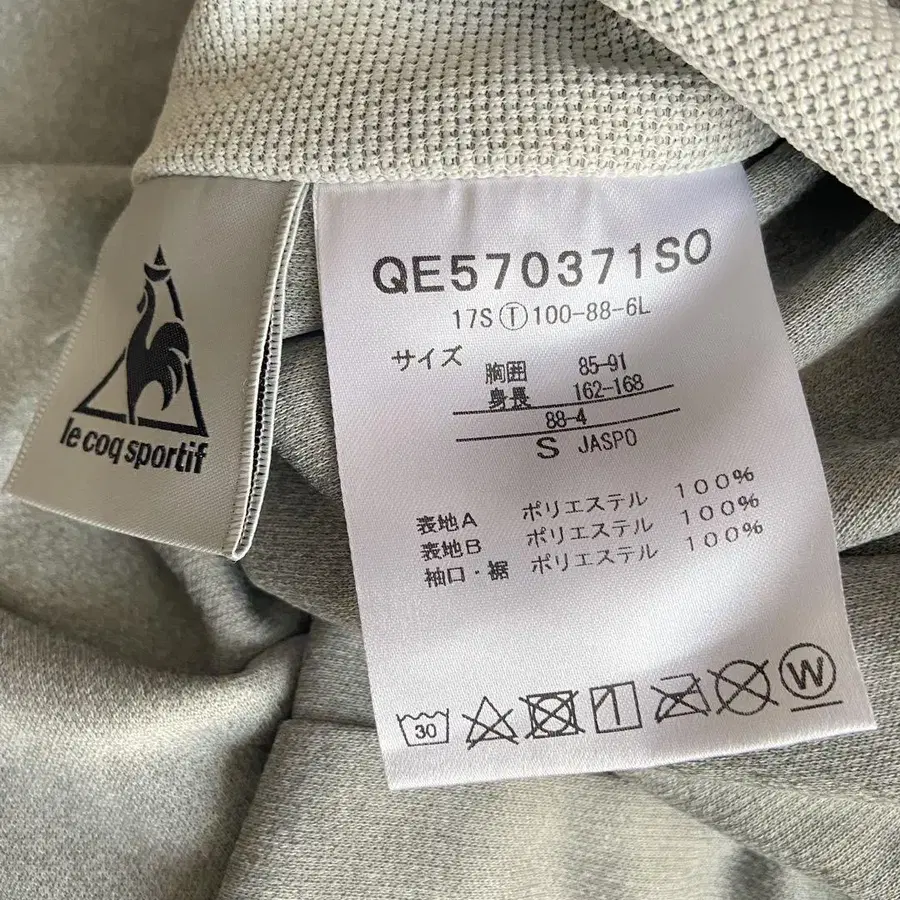 le coq sportif
QE570371SO
17S Ⓣ 100-88-6L
サイズ
胸囲 85-91
身長 162-168
88-4
S JASPO
表地A ポリエステル 100%
表地B ポリエステル 100%
袖口・裾 ポリエステル 100%
30
W